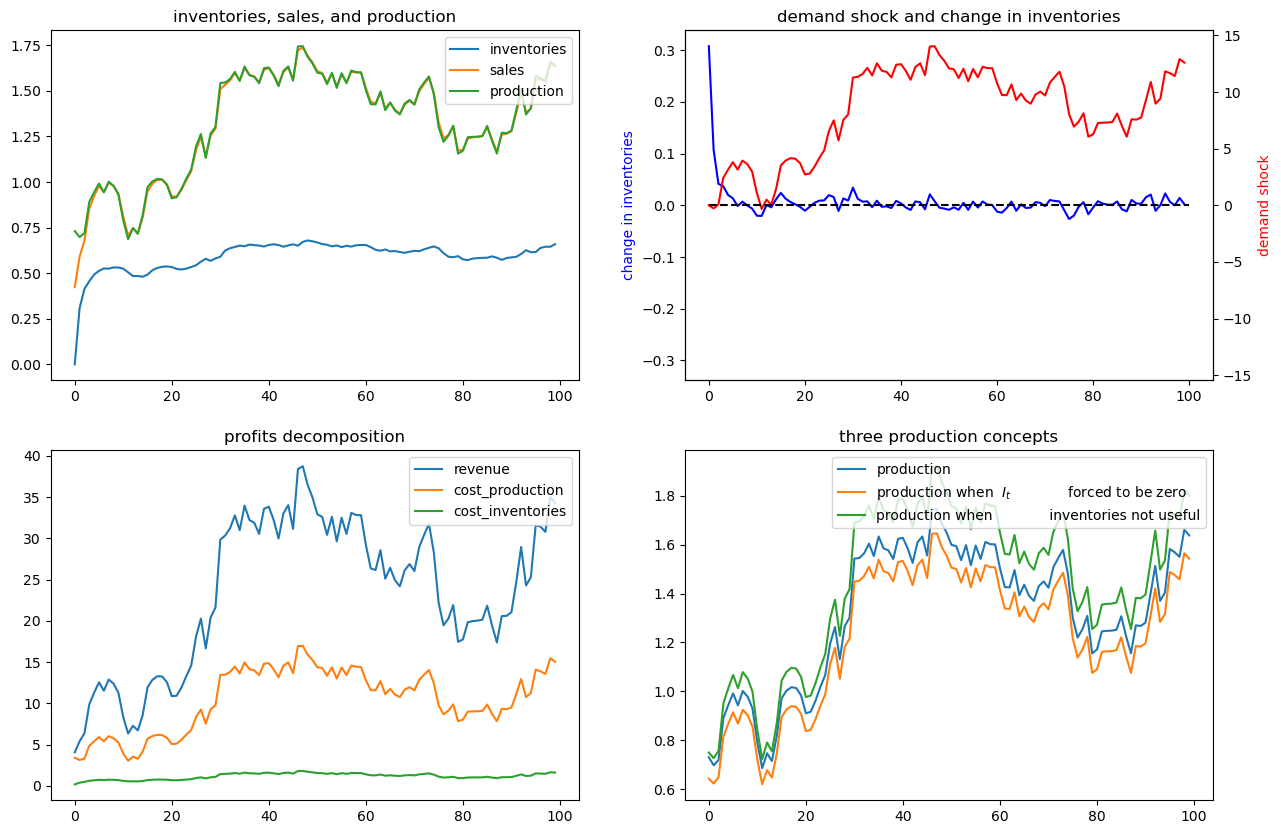 inventories, sales, and production
1.75
1.50
1.25
1.00
0.75
0.50
0.25
0.00
0 20 40 60 80 100
inventories
sales
production
demand shock and change in inventories
change in inventories
0.3
0.2
0.1
0.0
−0.1
−0.2
−0.3
0 20 40 60 80 100
15
10
5
0
−5
−10
−15
demand shock
profits decomposition
40
35
30
25
20
15
10
5
0
0 20 40 60 80 100
revenue
cost_production
cost_inventories
three production concepts
1.8
1.6
1.4
1.2
1.0
0.8
0.6
0 20 40 60 80 100
production
production when I_t forced to be zero
production when inventories not useful